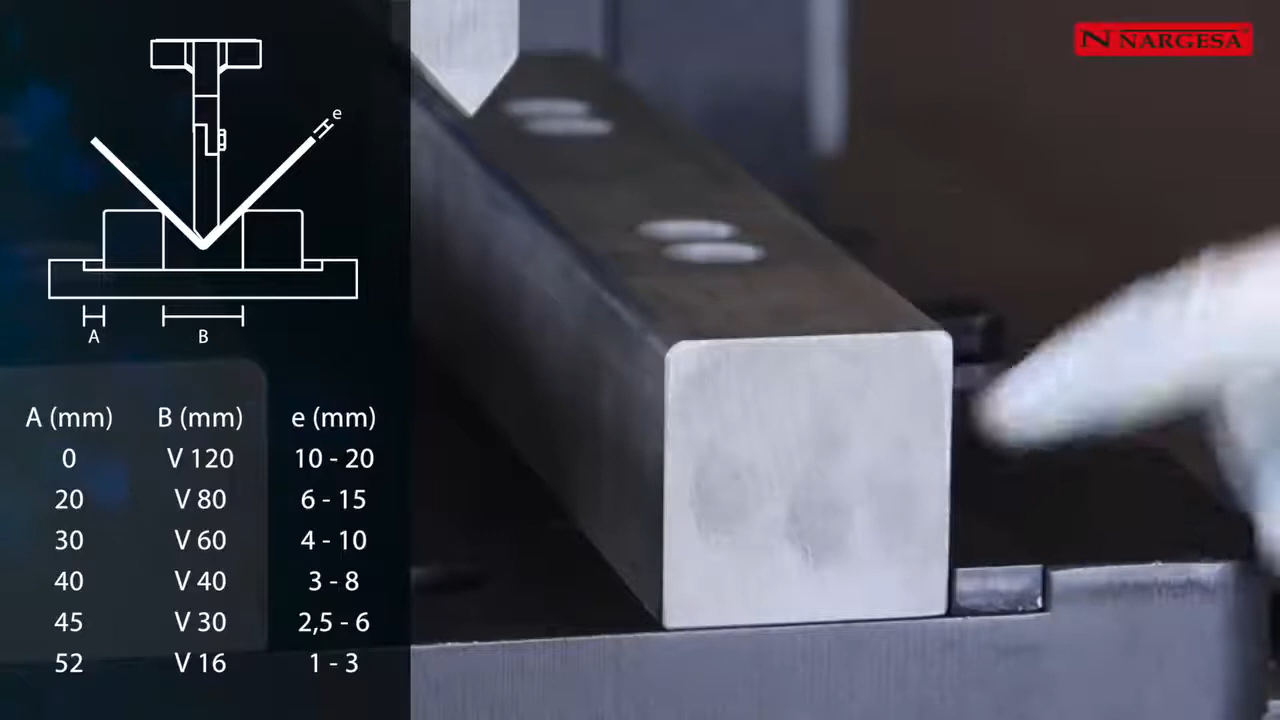 NARGESA
e
A B
A (mm) B (mm) e (mm)
0 V 120 10 - 20
20 V 80 6 - 15
30 V 60 4 - 10
40 V 40 3 - 8
45 V 30 2,5 - 6
52 V 16 1 - 3